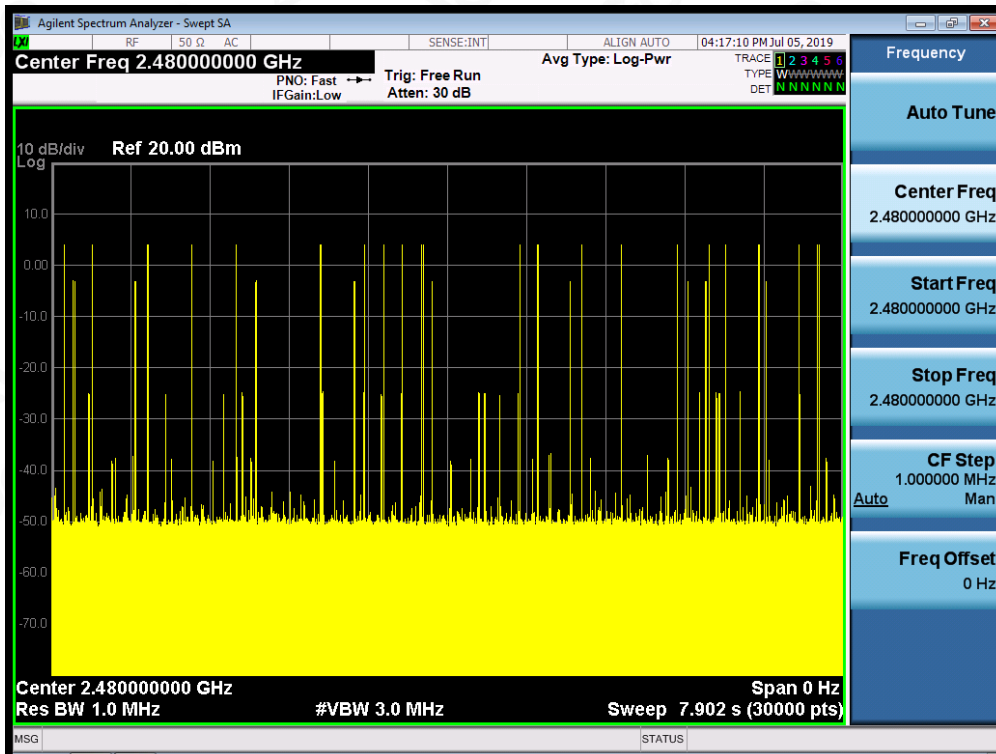 Agilent Spectrum Analyzer - Swept SA
LXI RF 50 Ω AC SENSE:INT ALIGN AUTO 04:17:10 PM Jul 05, 2019
Center Freq 2.480000000 GHz
Avg Type: Log-Pwr
TRACE 1 2 3 4 5 6
PNO: Fast Trig: Free Run
TYPE WWWWWW
IFGain:Low Atten: 30 dB
DET N N N N N N
10 dB/div Ref 20.00 dBm
Log
10.0
0.00
-10.0
-20.0
-30.0
-40.0
-50.0
-60.0
-70.0
Center 2.480000000 GHz Span 0 Hz
Res BW 1.0 MHz #VBW 3.0 MHz Sweep 7.902 s (30000 pts)
MSG STATUS
Frequency
Auto Tune
Center Freq
2.480000000 GHz
Start Freq
2.480000000 GHz
Stop Freq
2.480000000 GHz
CF Step
1.000000 MHz
Auto Man
Freq Offset
0 Hz